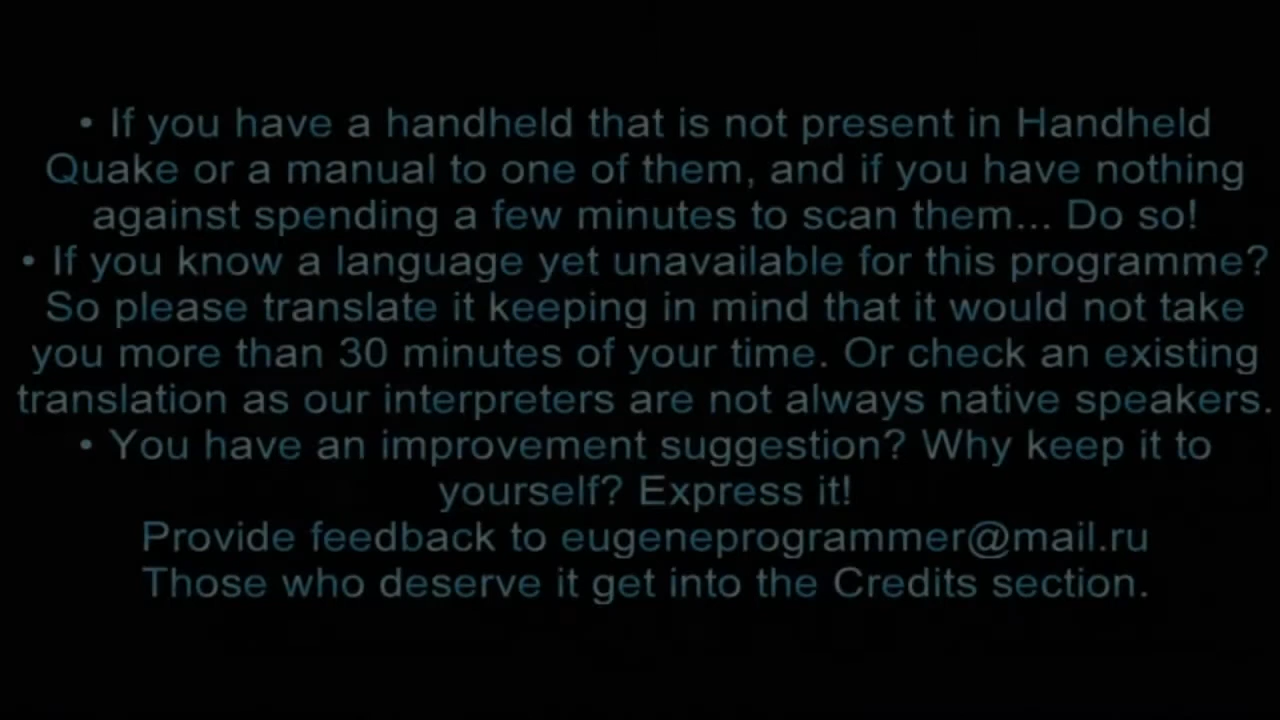 • If you have a handheld that is not present in Handheld
Quake or a manual to one of them, and if you have nothing
against spending a few minutes to scan them... Do so!
• If you know a language yet unavailable for this programme?
So please translate it keeping in mind that it would not take
you more than 30 minutes of your time. Or check an existing
translation as our interpreters are not always native speakers.
• You have an improvement suggestion? Why keep it to
yourself? Express it!
Provide feedback to eugeneprogrammer@mail.ru
Those who deserve it get into the Credits section.